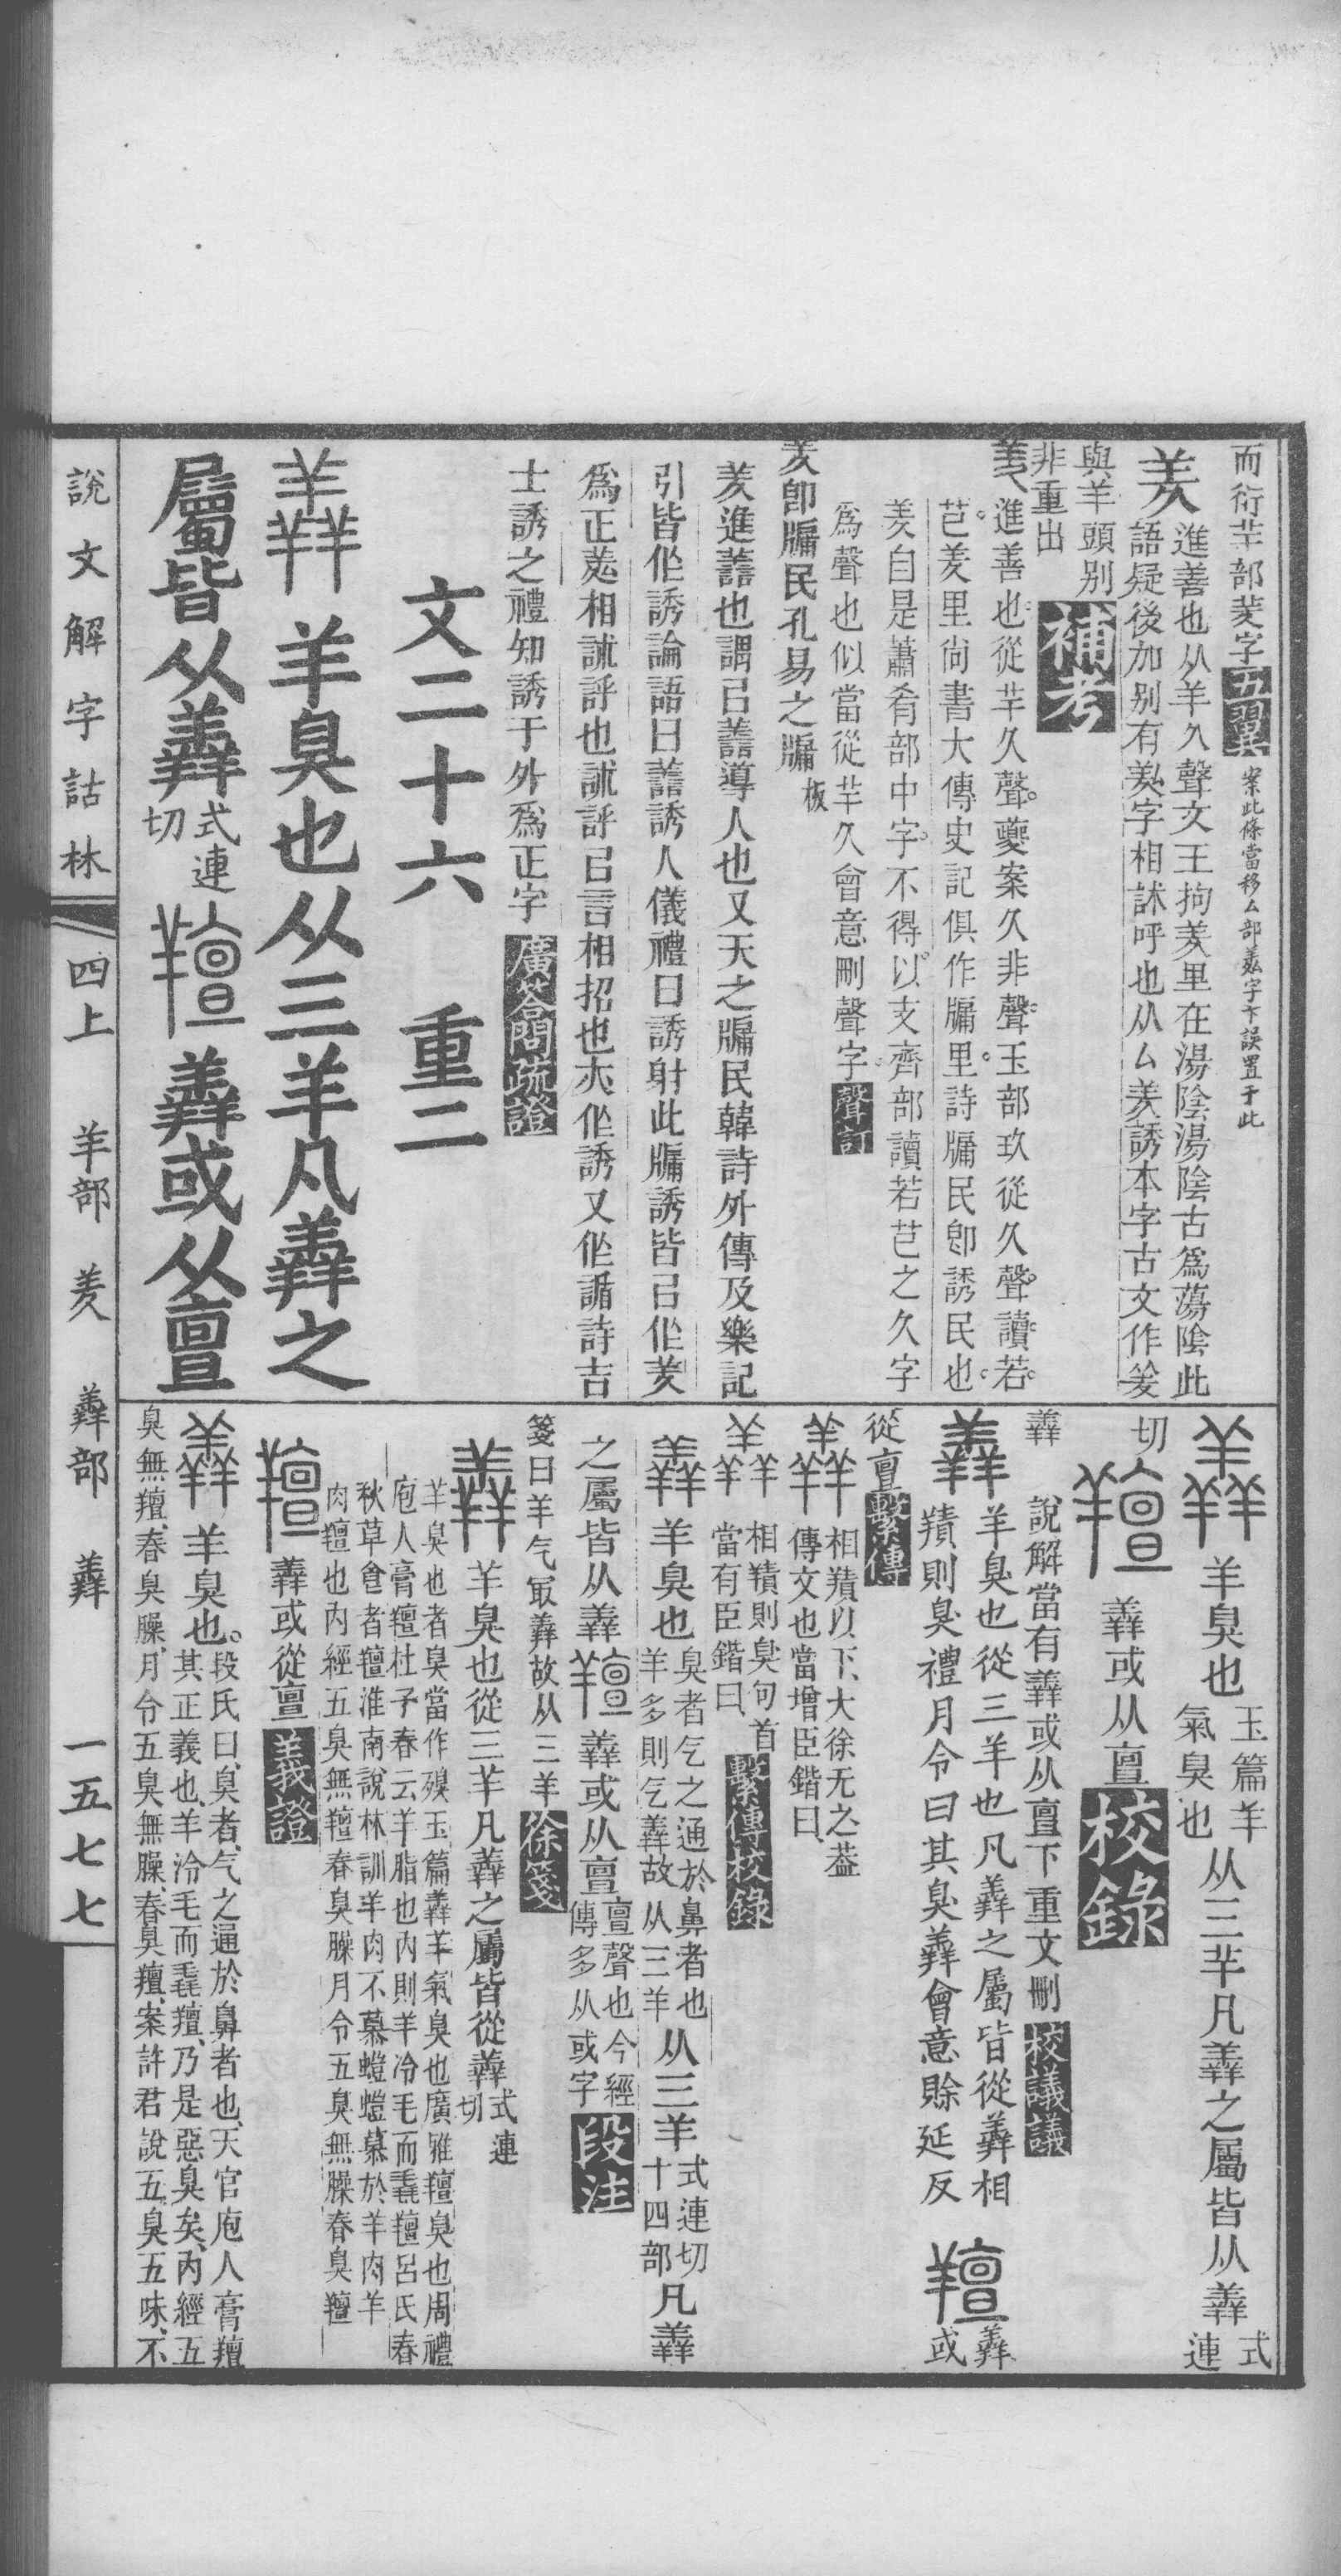 而衍羊部羑字五翼案此條當移厶部羞字下誤置于此
羑進善也从羊久聲文王拘羑里在湯陰湯陰古爲蕩陰此
語疑後加別有羑字相訹呼也从厶羑誘本字古文作羑
與羊頭别
非重出補考
羑進善也從羊久聲夔案久非聲玉部玖從久聲讀若
芑羑里尚書大傳史記俱作牖里詩牖民卽誘民也
羑自是蕭肴部中字不得以支齊部讀若芑之久字
爲聲也似當從羊久會意刪聲字聲訂
羑卽牖民孔易之牖板
羑進譱也謂㠯譱導人也又天之牖民韓詩外傳及樂記
引皆作誘論語曰譱誘人儀禮曰誘射此牖誘皆㠯作羑
爲正羑相訹呼也訹誶㠯言相招也亦作誘又作䛻詩吉
士誘之禮知誘于外爲正字廣答問疏證
文二十六　重二
羴羊臭也从三羊凡羴之
屬皆从羴式連切羶羴或从亶
羴羊臭也玉篇羊氣臭也从三羊凡羴之屬皆从羴式連
切羶羴或从亶校錄
羴說解當有羴或从亶下重文刪校議議
羴羊臭也從三羊也凡羴之屬皆從羴相
羵則臭禮月令曰其臭羴會意賒延反羶羴或
從亶繫傳
羴相羵以下大徐无之葢
傳文也當增臣鍇曰
羴相羵則臭句首
當有臣鍇曰繫傳校錄
羴羊臭也臭者气之通於鼻者也羊多則气羴故从三羊从三羊式連切十四部凡羴
之屬皆从羴羶羴或从亶亶聲也今經傳多从或字段注
箋曰羊气冣羴故从三羊徐箋
羴羊臭也從三羊凡羴之屬皆從羴式連切
羊臭也者臭當作殠玉篇羴羊氣臭也廣雅羶臭也周禮
庖人膏羶杜子春云羊脂也內則羊泠毛而毳羶呂氏春
秋草食者羶淮南說林訓羊肉不慕螘螘慕於羊肉羊
肉羶也內經五臭無羶春臭臊月令五臭無臊春臭羶
羶羴或從亶義證
羴羊臭也段氏曰臭者气之通於鼻者也天官庖人膏羶
其正義也羊泠毛而毳羶乃是惡臭矣內經五
臭無羶春臭臊月令五臭無臊春臭羶案許君說五臭五味不
說文解字詁林　四上　羊部　羑　羴部　羴　一五七七